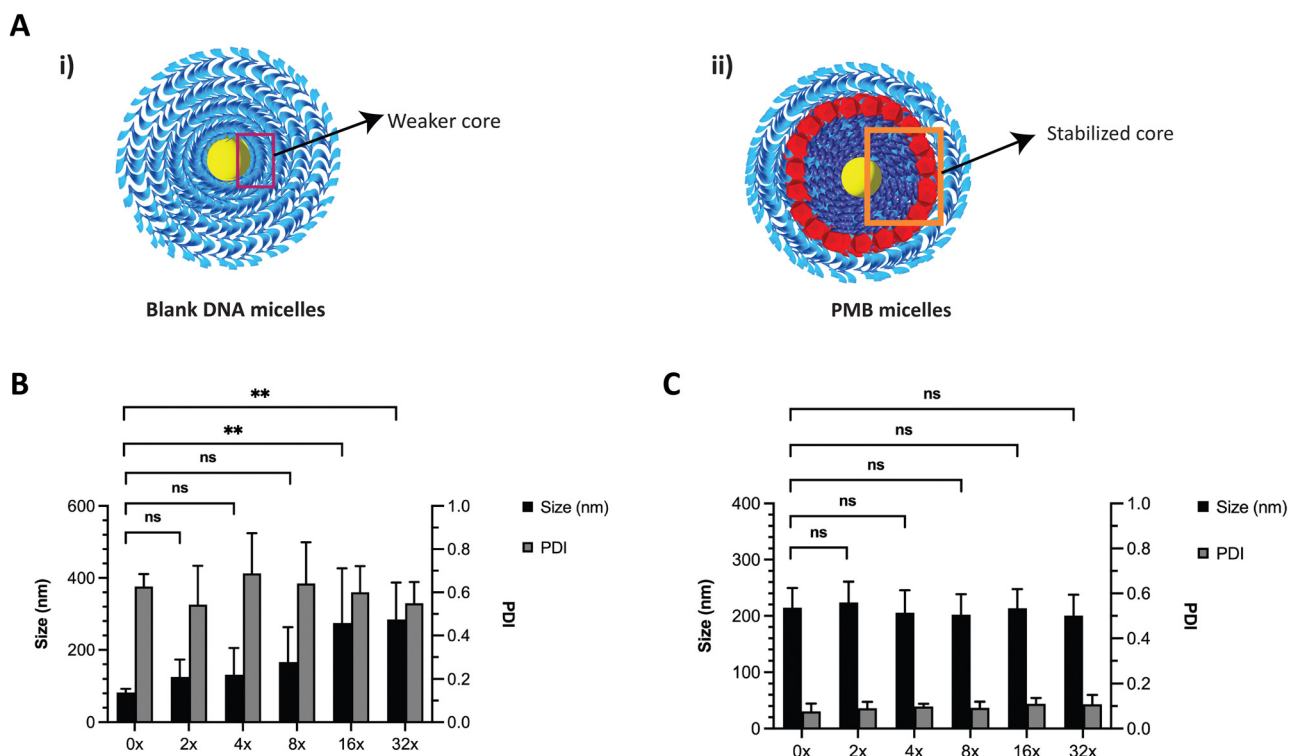 A
i)
Weaker core
Blank DNA micelles
ii)
Stabilized core
PMB micelles
B
**
**
ns
ns
ns
600
400
200
0
Size (nm)
1.0
0.8
0.6
0.4
0.2
0.0
PDI
Size (nm)
PDI
0x 2x 4x 8x 16x 32x
C
ns
ns
ns
ns
ns
400
300
200
100
0
Size (nm)
1.0
0.8
0.6
0.4
0.2
0.0
PDI
Size (nm)
PDI
0x 2x 4x 8x 16x 32x